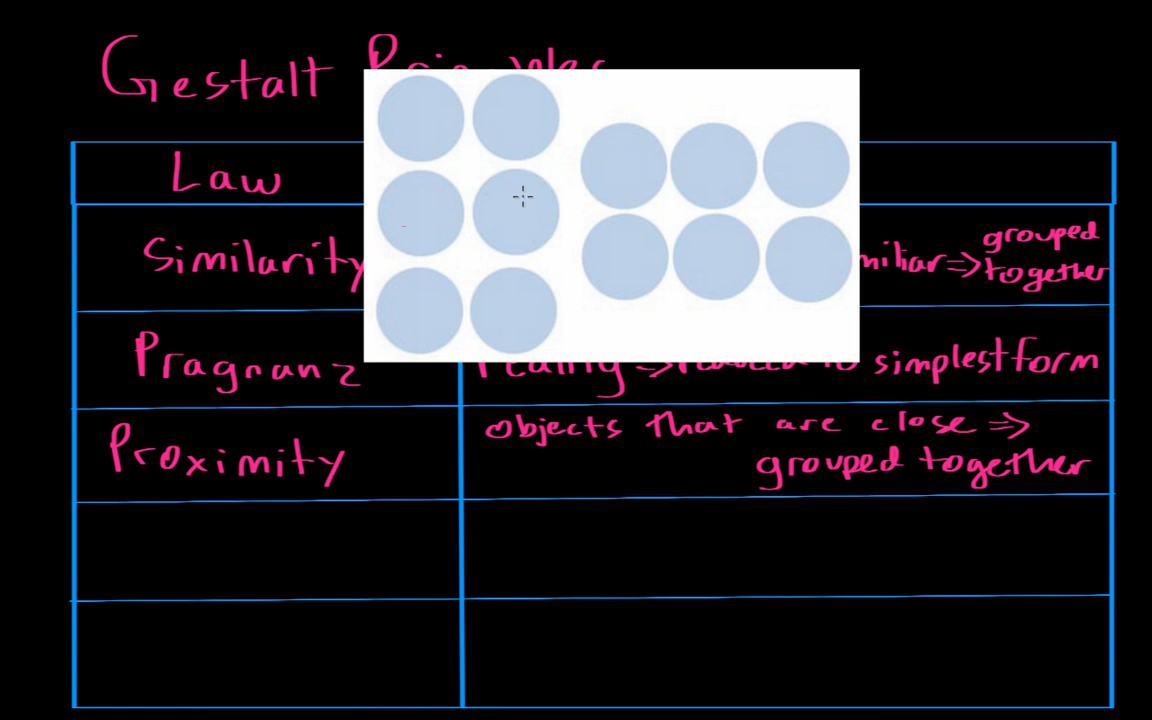 Gestalt
Law
Similarity
grouped
together
Pragnanz
simplest form
Proximity
objects that are close ⇒
grouped together